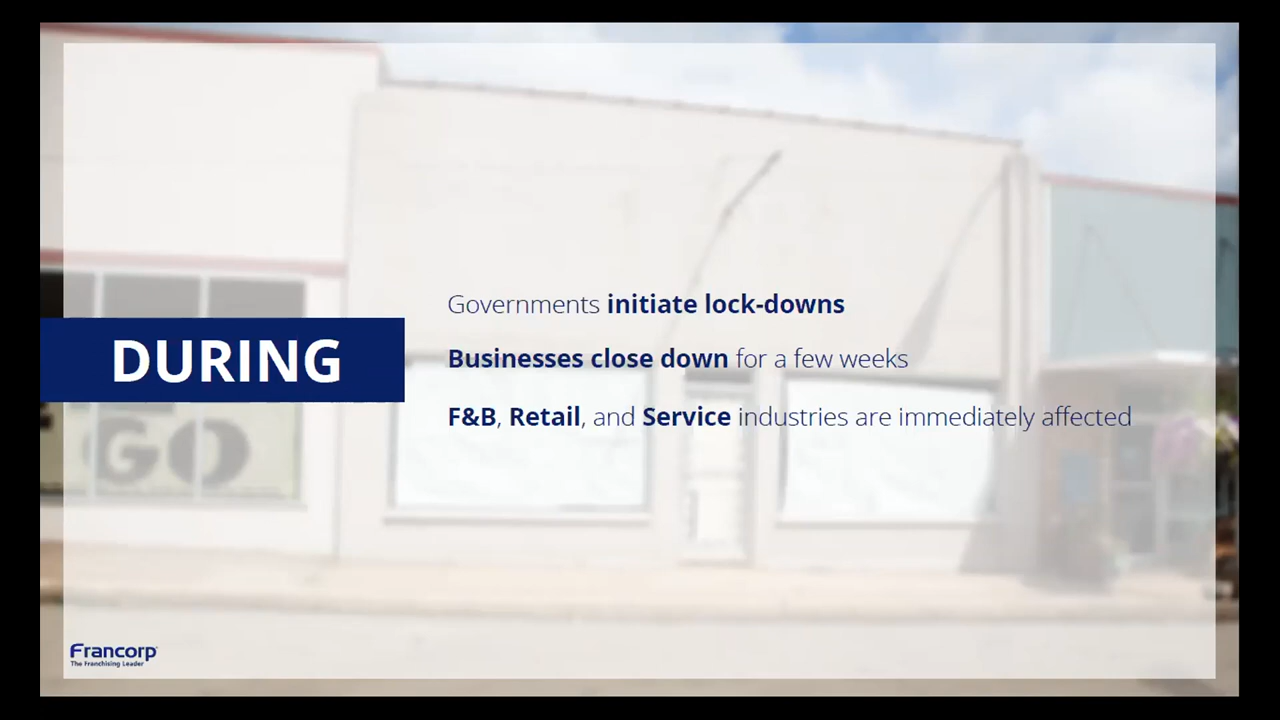 Governments initiate lock-downs
DURING
Businesses close down for a few weeks
F&B, Retail, and Service industries are immediately affected
GO
Francorp
The Franchising Leader